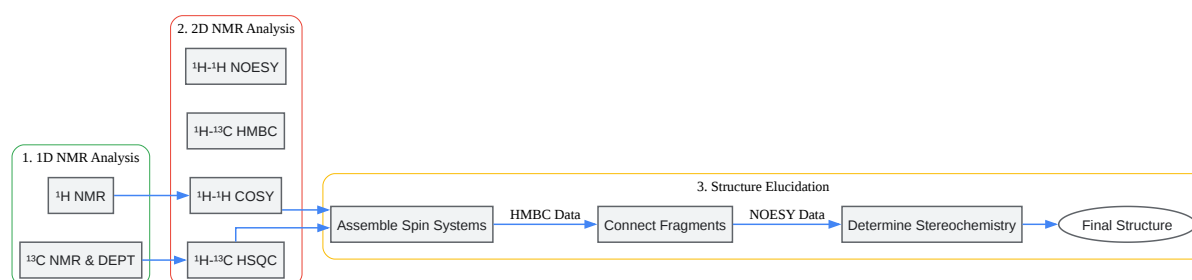 1. 1D NMR Analysis
¹H NMR
¹³C NMR & DEPT
2. 2D NMR Analysis
¹H-¹H NOESY
¹H-¹³C HMBC
¹H-¹H COSY
¹H-¹³C HSQC
3. Structure Elucidation
Assemble Spin Systems
HMBC Data
Connect Fragments
NOESY Data
Determine Stereochemistry
Final Structure